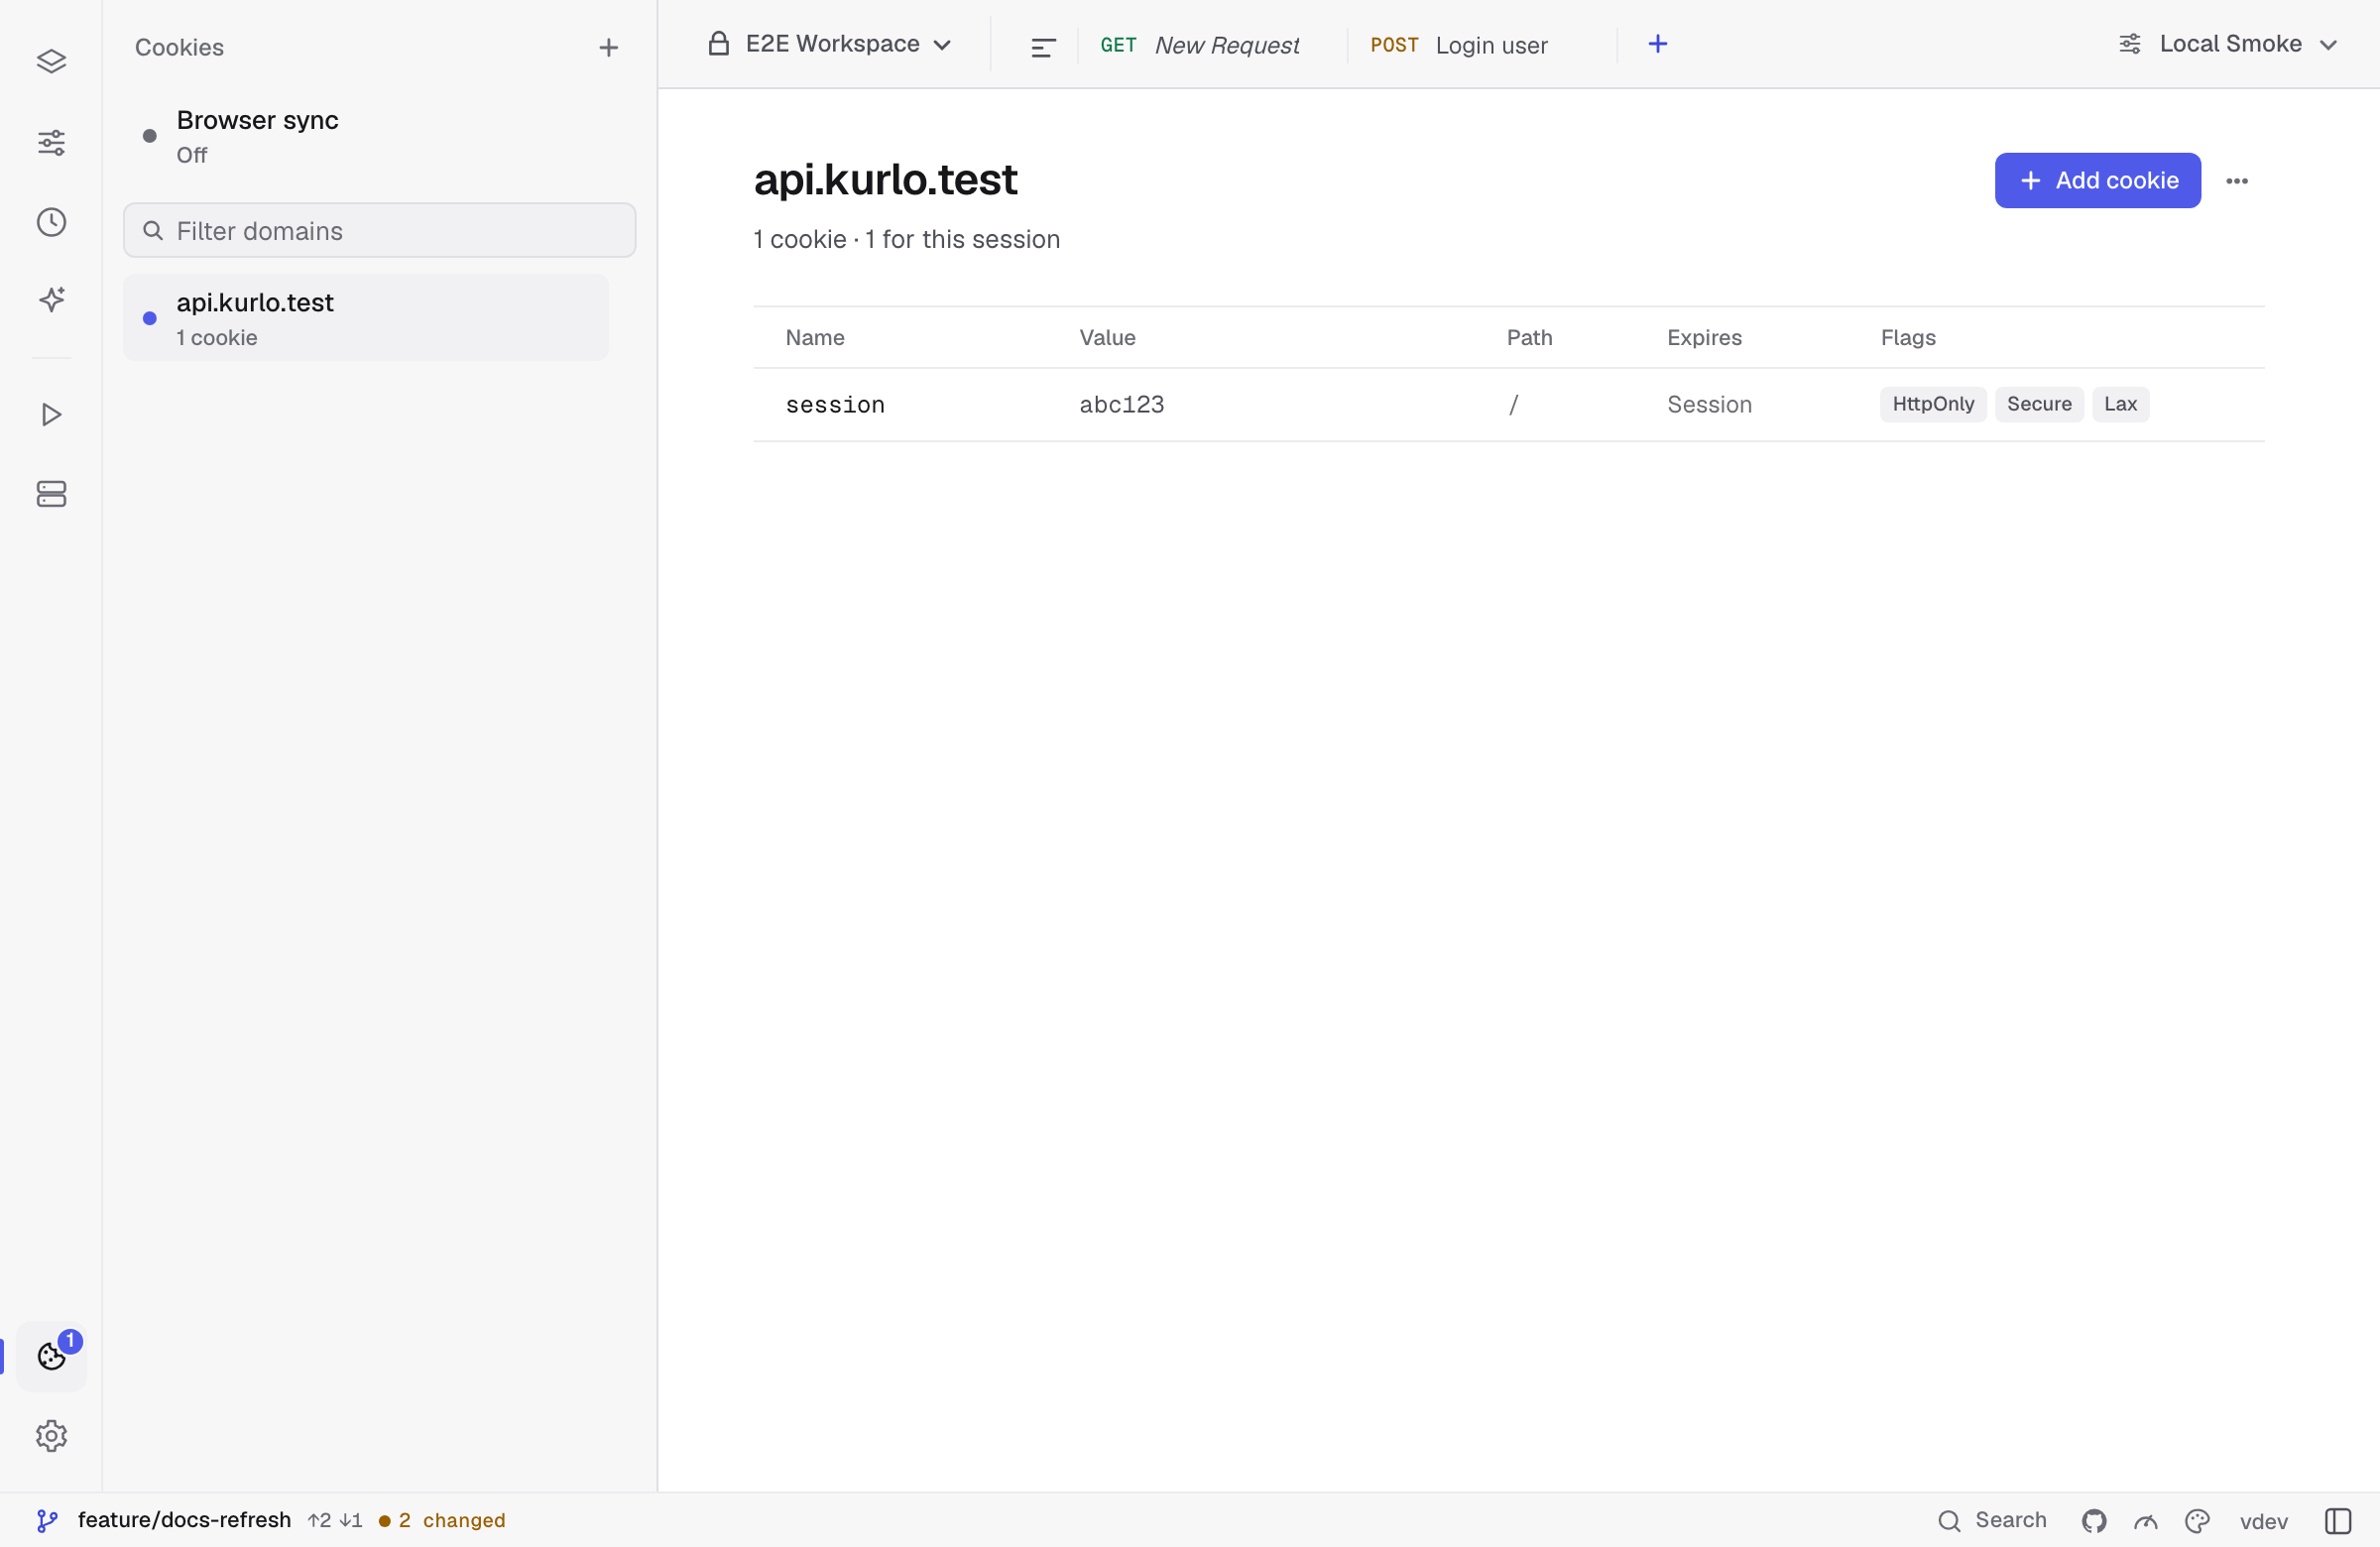 Cookies
Browser sync
Off
Filter domains
api.kurlo.test
1 cookie
1
E2E Workspace
GET New Request
POST Login user
Local Smoke
api.kurlo.test
1 cookie · 1 for this session
Add cookie
Name Value Path Expires Flags
session abc123 / Session HttpOnly Secure Lax
feature/docs-refresh ↑2 ↓1 2 changed
Search
vdev